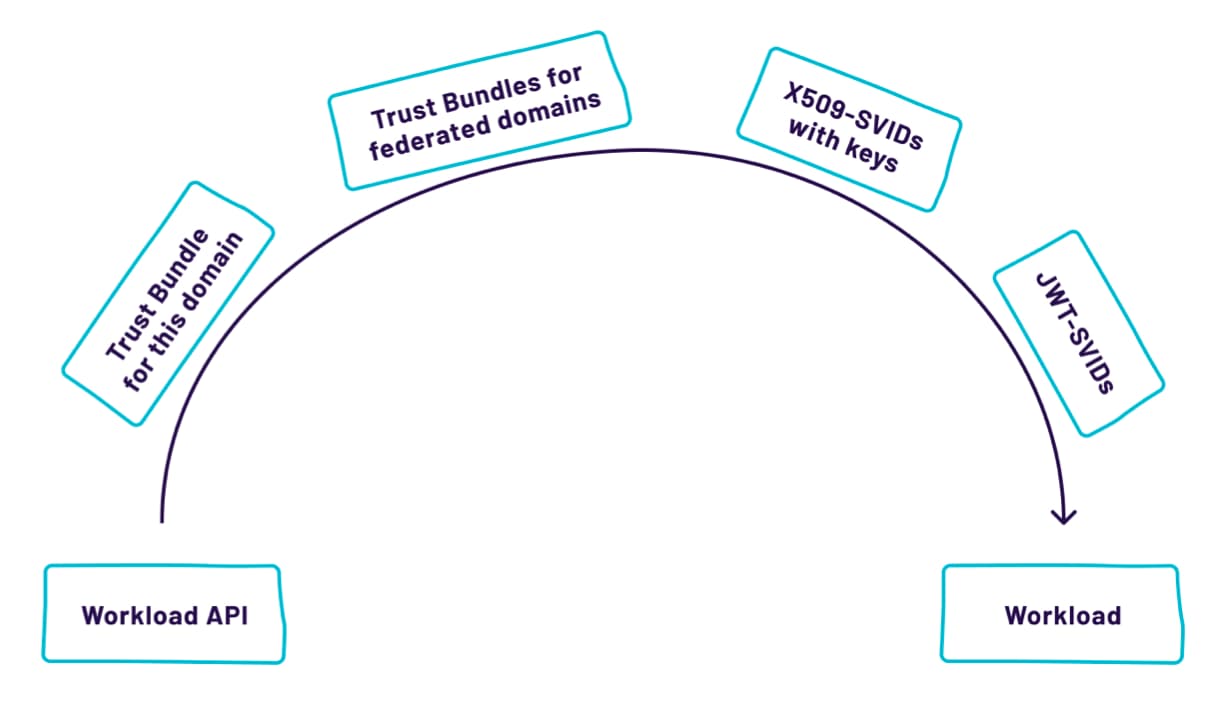 Trust Bundles for
federated domains
X509-SVIDs
with keys
Trust Bundle
for this domain
JWT-SVIDs
Workload API
Workload